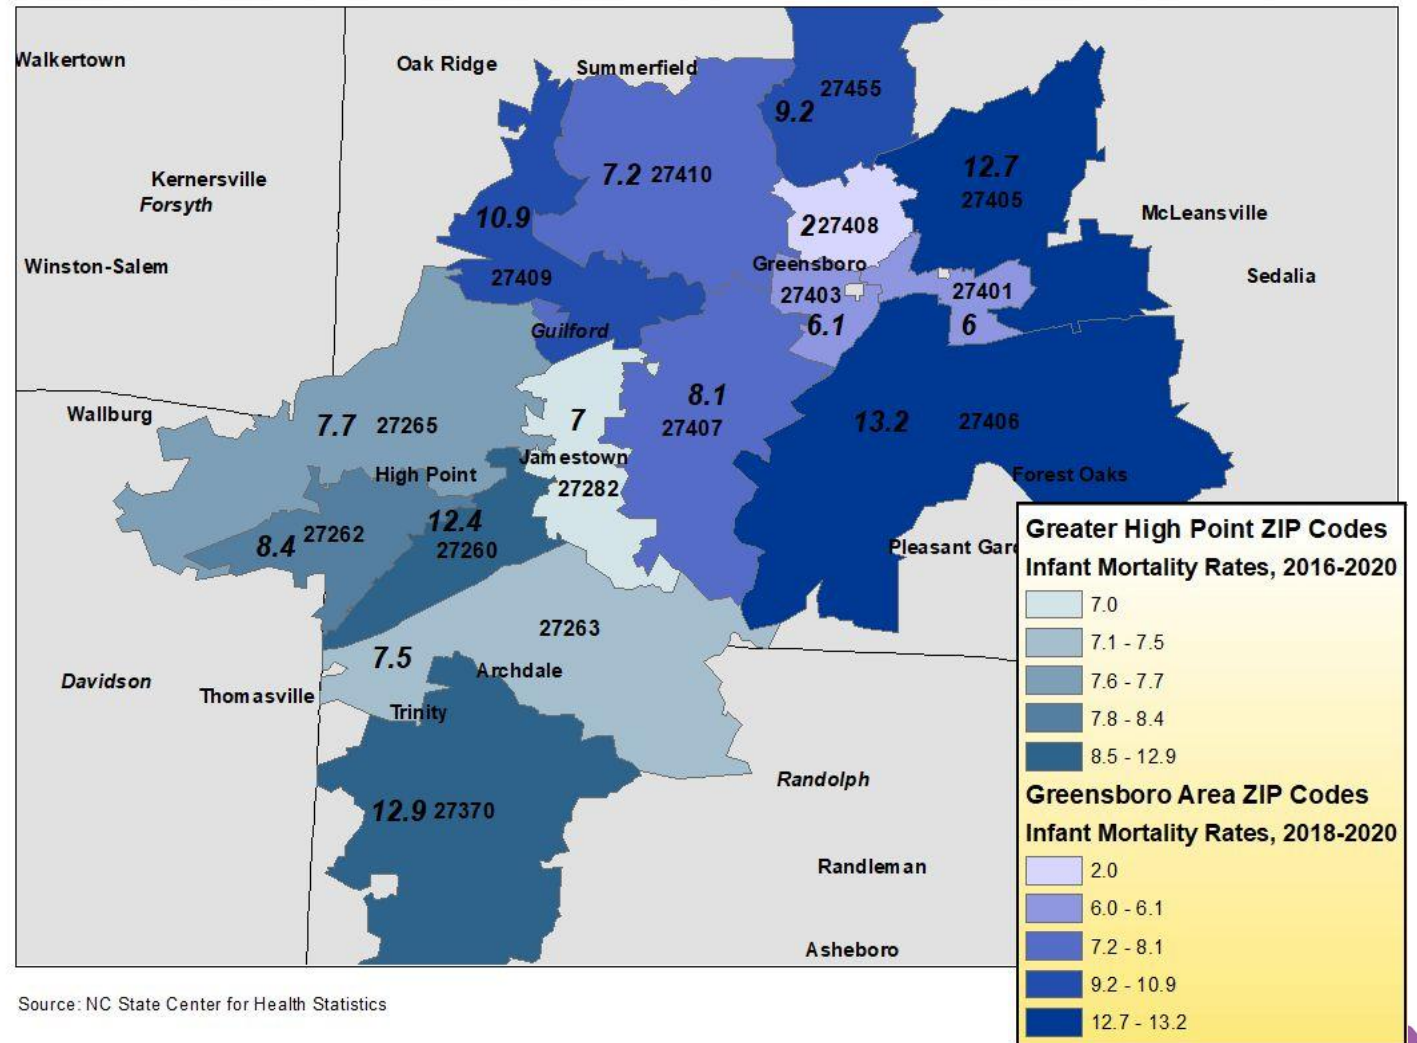 Walkertown
Oak Ridge
Summerfield
27455
9.2
12.7
27405
7.2 27410
Kernersville
Forsyth
10.9
2 27408
McLeansville
Winston-Salem
Greensboro
Sedalia
27409
27403
27401
Guilford
6.1
6
Wallburg
7.7 27265
7
8.1
27407
13.2
27406
High Point
Jamestown
27282
Forest Oaks
8.4
27262
12.4
27260
Pleasant Gard
27263
7.5
Archdale
Davidson
Thomasville
Trinity
Randolph
12.9 27370
Randleman
Asheboro
Greater High Point ZIP Codes
Infant Mortality Rates, 2016-2020
7.0
7.1 - 7.5
7.6 - 7.7
7.8 - 8.4
8.5 - 12.9
Greensboro Area ZIP Codes
Infant Mortality Rates, 2018-2020
2.0
6.0 - 6.1
7.2 - 8.1
9.2 - 10.9
12.7 - 13.2
Source: NC State Center for Health Statistics